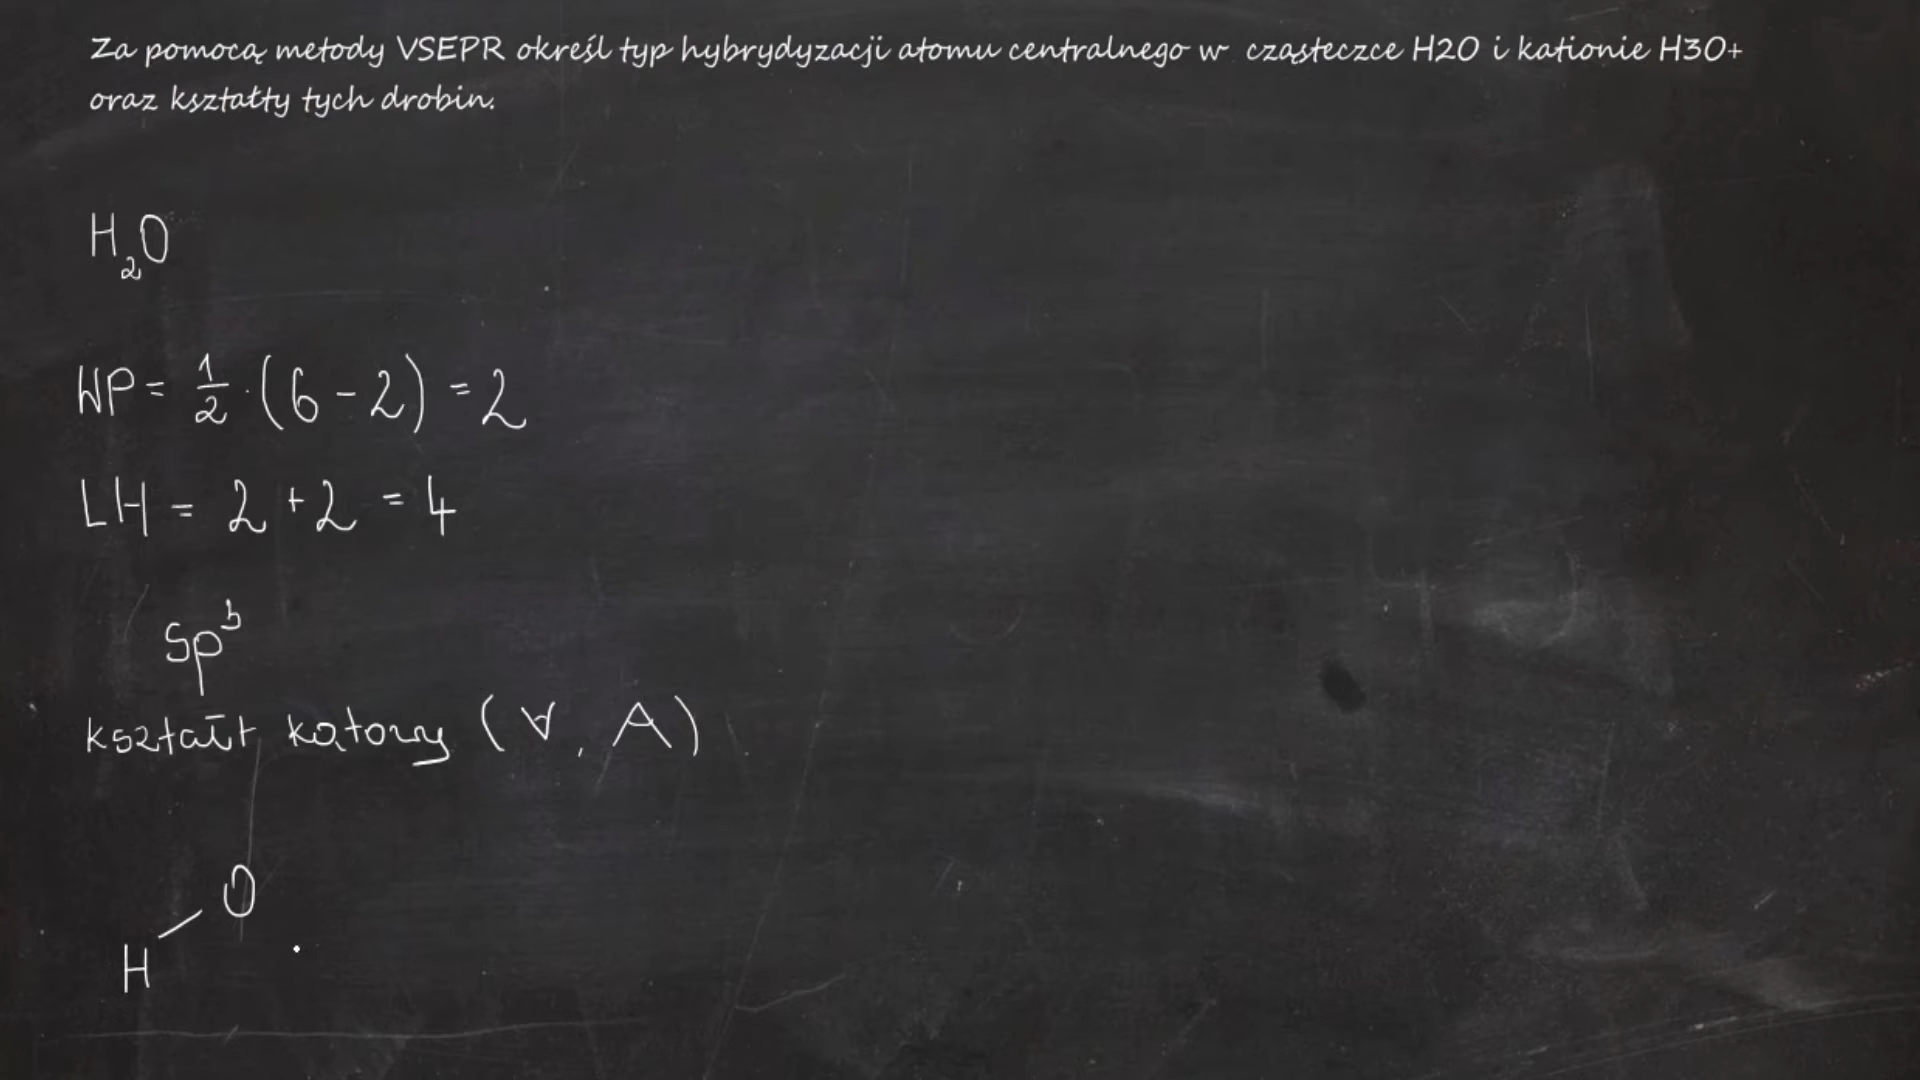 Za pomocą metody VSEPR określ typ hybrydyzacji atomu centralnego w cząsteczce H2O i kationie H3O+
oraz kształty tych drobin.
H₂O
WP = 1/2 · (6 - 2) = 2
LH = 2 + 2 = 4
sp³
kształt kątowy (V, Λ)
O
H